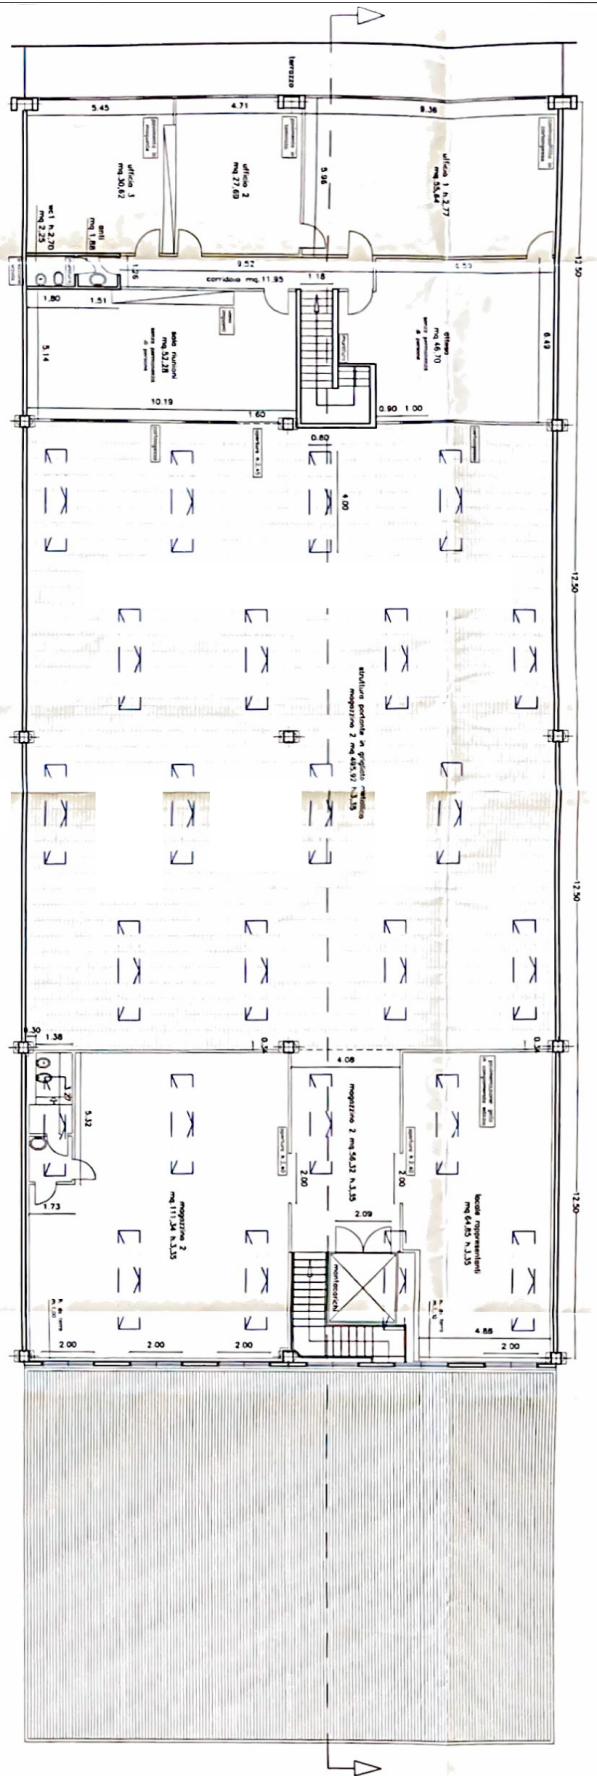 terrazzo
5.45
4.71
9.36
ufficio 3
mq.30,62
ufficio 2
mq.27,69
5.96
ufficio 1 h.2,77
mq.55,64
wc1 h.2,70
mq.2,25
anti
mq.1,88
9.52
corridoio mq.11,95
1.18
12.50
1.80
1.51
5.14
sala riunioni
mq.52,28
senza permanenza
di persone
attesa
mq.46,70
senza permanenza
di persone
6.49
10.19
1.60
0.90
1.00
0.80
4.00
12.50
struttura portante in grigliato metallico
magazzino 2 mq.495,97 h.3,35
12.50
0.30
1.38
4.08
5.32
magazzino 2 mq.56,32 h.3,35
2.00
2.00
1.73
magazzino 2
mq.111,34 h.3,35
2.09
locale rappresentanti
mq.64,85 h.3,35
12.50
montacarichi
4.86
2.00
2.00
2.00
2.00